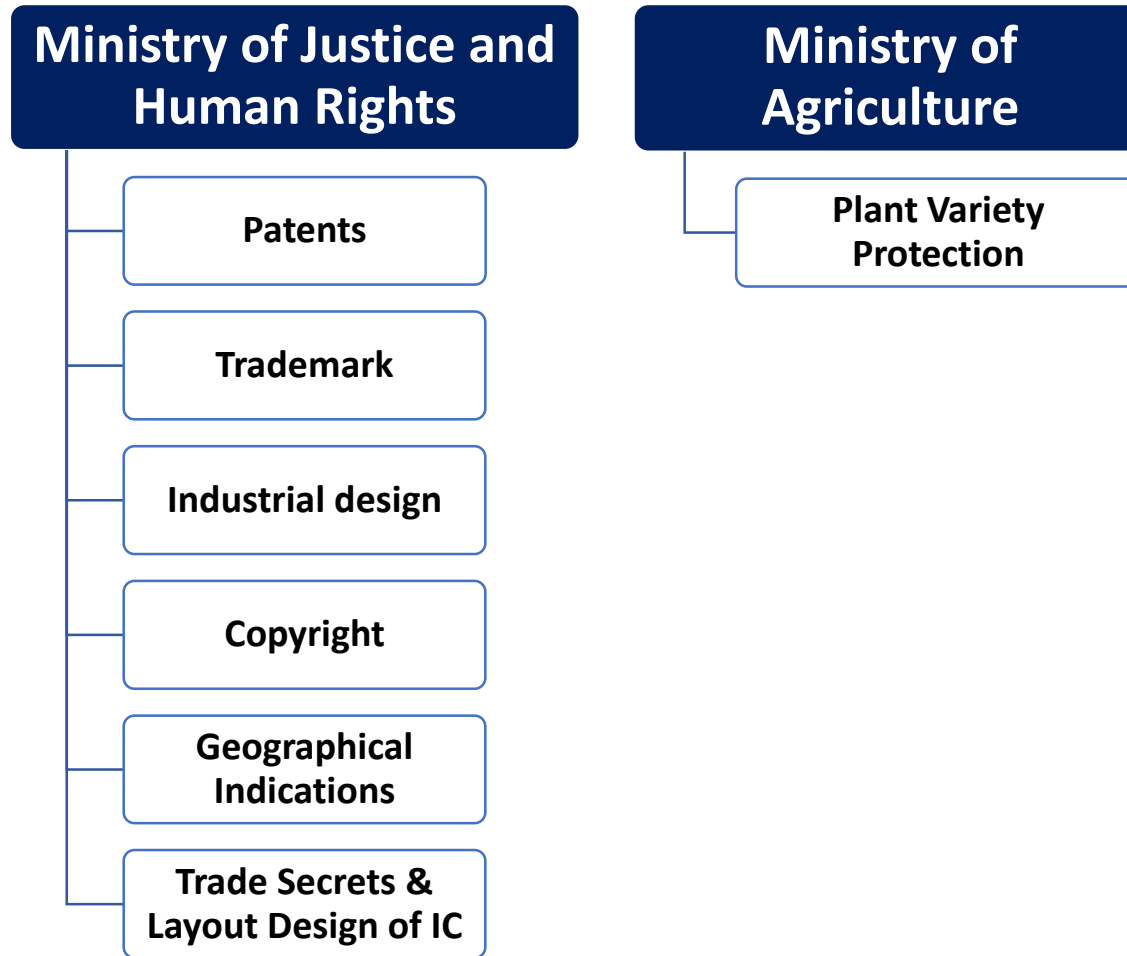 Ministry of Justice and
Human Rights
Patents
Trademark
Industrial design
Copyright
Geographical
Indications
Trade Secrets &
Layout Design of IC
Ministry of
Agriculture
Plant Variety
Protection